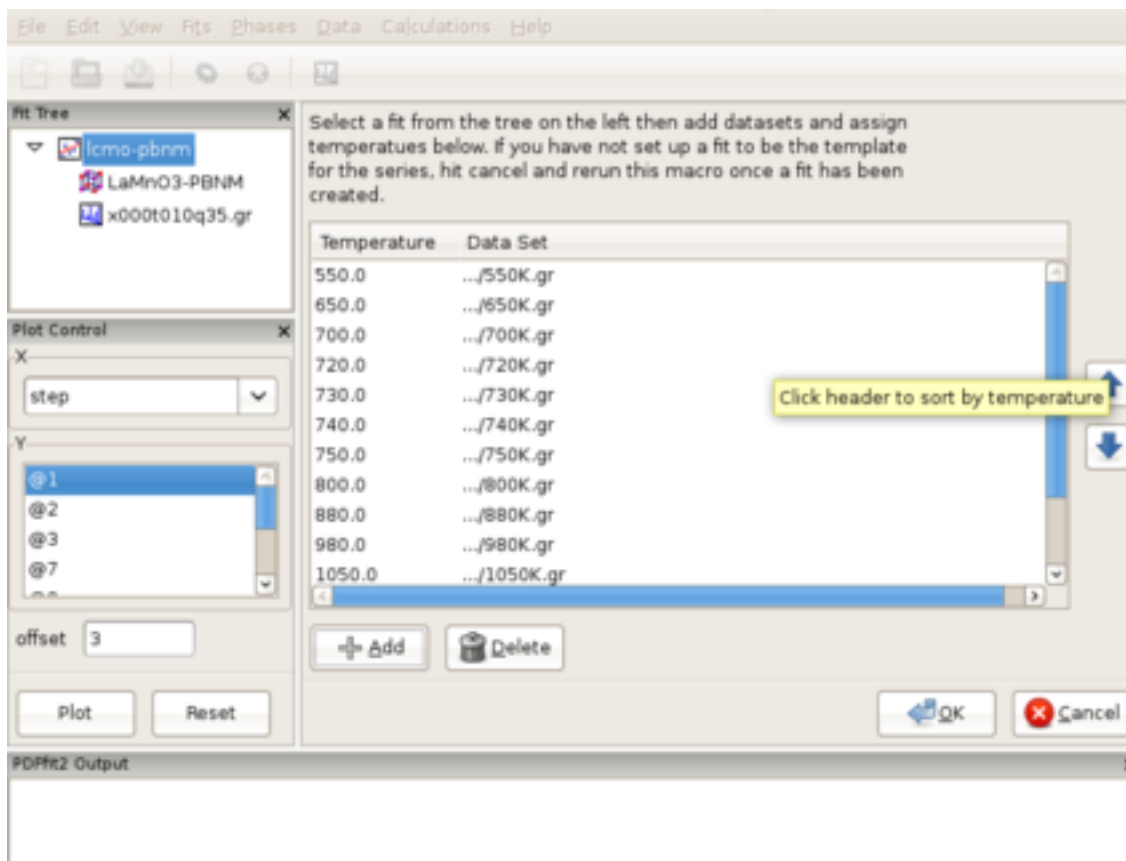 File Edit View Fits Phases Data Calculations Help
Fit Tree
lcmo-pbnm
LaMnO3-PBNM
x000t010q35.gr
Plot Control
X
step
Y
@1
@2
@3
@7
offset 3
Plot Reset
Select a fit from the tree on the left then add datasets and assign
temperatues below. If you have not set up a fit to be the template
for the series, hit cancel and rerun this macro once a fit has been
created.
Temperature Data Set
550.0 .../550K.gr
650.0 .../650K.gr
700.0 .../700K.gr
720.0 .../720K.gr
730.0 .../730K.gr
740.0 .../740K.gr
750.0 .../750K.gr
800.0 .../800K.gr
880.0 .../880K.gr
980.0 .../980K.gr
1050.0 .../1050K.gr
Click header to sort by temperature
Add Delete
OK Cancel
PDFfit2 Output